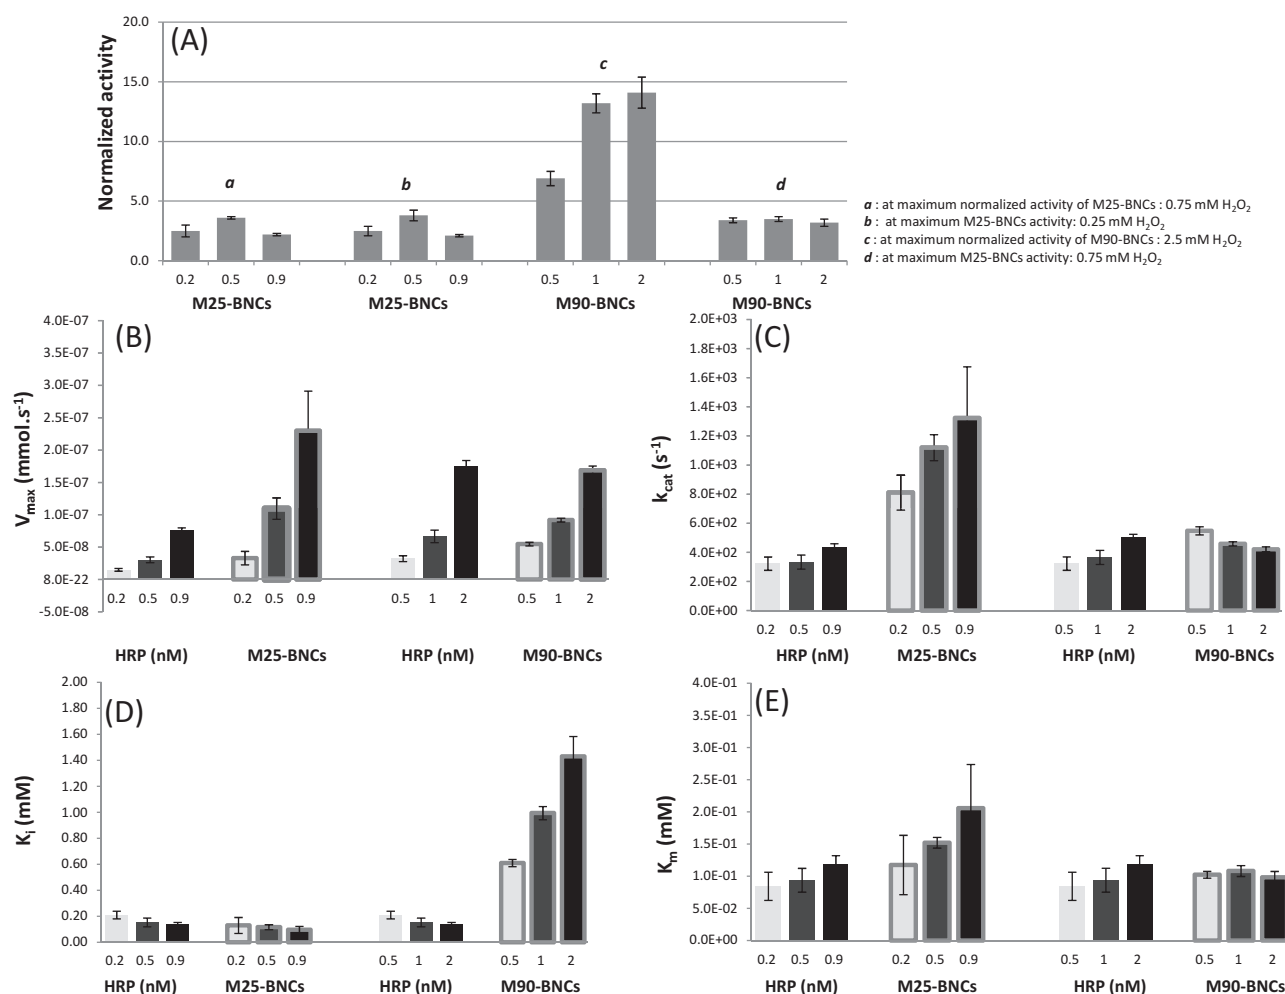 (A)
Normalized activity
20.0
15.0
10.0
5.0
0.0
a
b
c
d
0.2 0.5 0.9 0.2 0.5 0.9 0.5 1 2 0.5 1 2
M25-BNCs M25-BNCs M90-BNCs M90-BNCs
a : at maximum normalized activity of M25-BNCs : 0.75 mM H₂O₂
b : at maximum M25-BNCs activity: 0.25 mM H₂O₂
c : at maximum normalized activity of M90-BNCs : 2.5 mM H₂O₂
d : at maximum M25-BNCs activity: 0.75 mM H₂O₂
(B)
Vmax (mmol.s⁻¹)
4.0E-07
3.5E-07
3.0E-07
2.5E-07
2.0E-07
1.5E-07
1.0E-07
5.0E-08
8.0E-22
-5.0E-08
0.2 0.5 0.9 0.2 0.5 0.9 0.5 1 2 0.5 1 2
HRP (nM) M25-BNCs HRP (nM) M90-BNCs
(C)
kcat (s⁻¹)
2.0E+03
1.8E+03
1.6E+03
1.4E+03
1.2E+03
1.0E+03
8.0E+02
6.0E+02
4.0E+02
2.0E+02
0.0E+00
0.2 0.5 0.9 0.2 0.5 0.9 0.5 1 2 0.5 1 2
HRP (nM) M25-BNCs HRP (nM) M90-BNCs
(D)
Ki (mM)
2.00
1.80
1.60
1.40
1.20
1.00
0.80
0.60
0.40
0.20
0.00
0.2 0.5 0.9 0.2 0.5 0.9 0.5 1 2 0.5 1 2
HRP (nM) M25-BNCs HRP (nM) M90-BNCs
(E)
Km (mM)
4.0E-01
3.5E-01
3.0E-01
2.5E-01
2.0E-01
1.5E-01
1.0E-01
5.0E-02
0.0E+00
0.2 0.5 0.9 0.2 0.5 0.9 0.5 1 2 0.5 1 2
HRP (nM) M25-BNCs HRP (nM) M90-BNCs